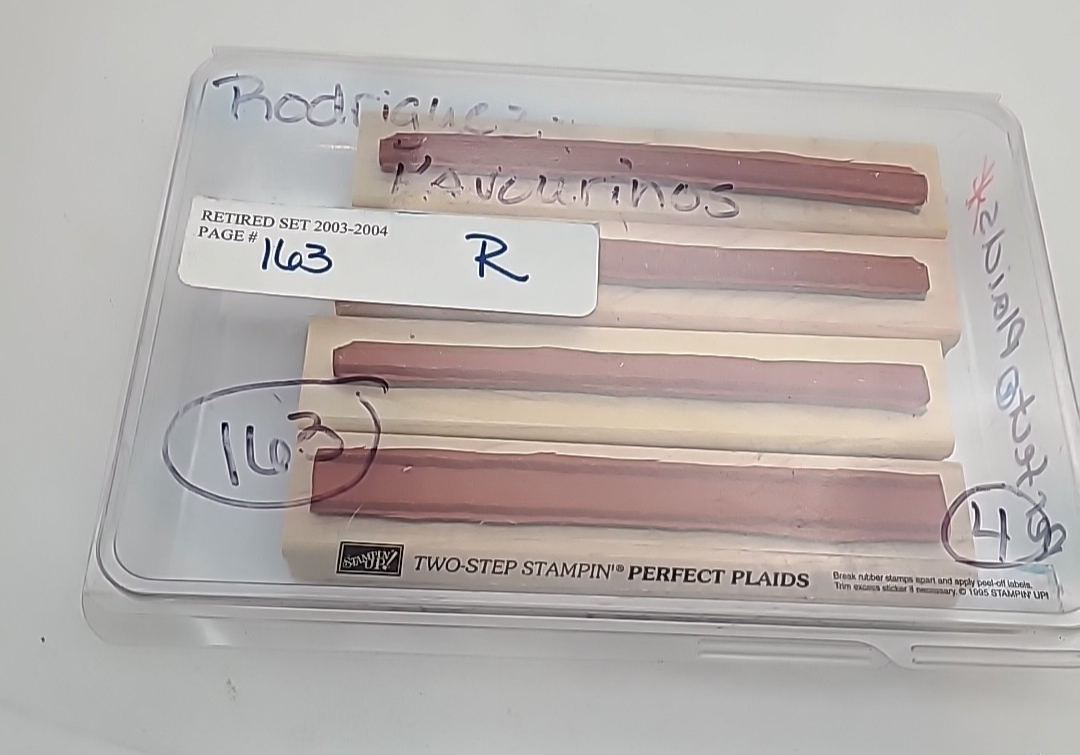 Rodriguez
Favourinos
RETIRED SET 2003-2004
PAGE # 163 R
163
*Perfect plaids
4
STAMPIN' UP!
TWO-STEP STAMPIN'® PERFECT PLAIDS
Break rubber stamps apart and apply peel-off labels.
Trim excess sticker if necessary. © 1995 STAMPIN' UP!